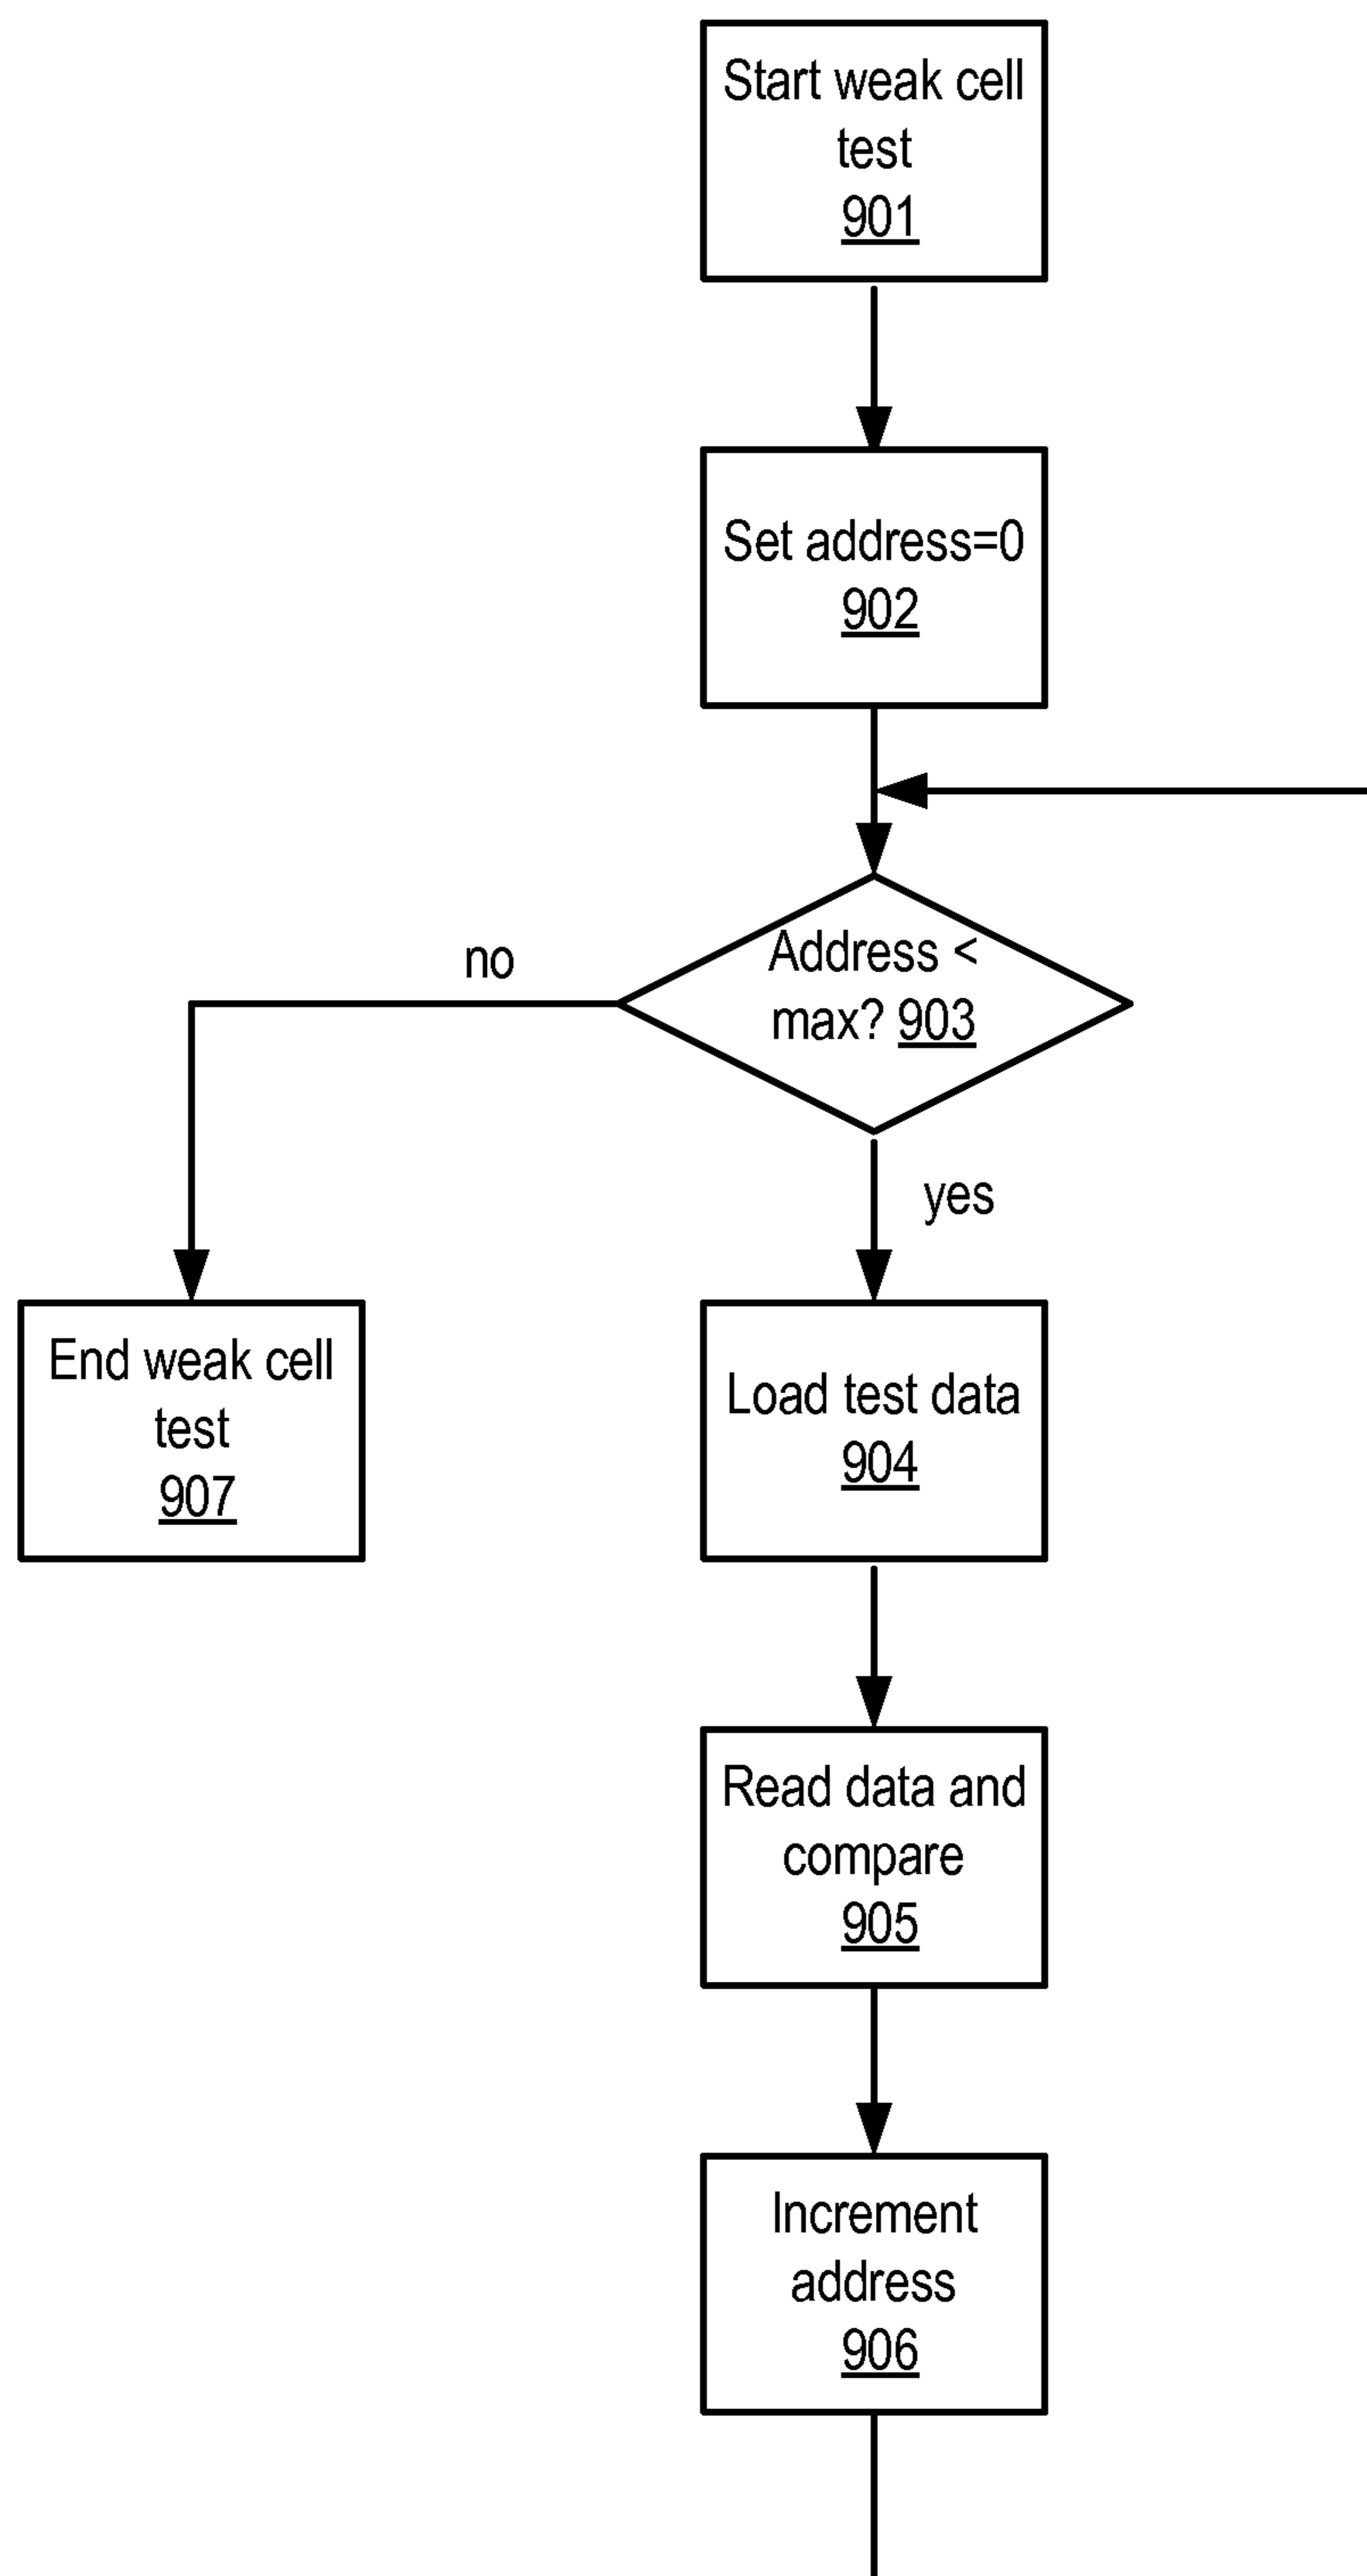 Start weak cell
test
901
Set address=0
902
Address <
max? 903
no
yes
End weak cell
test
907
Load test data
904
Read data and
compare
905
Increment
address
906